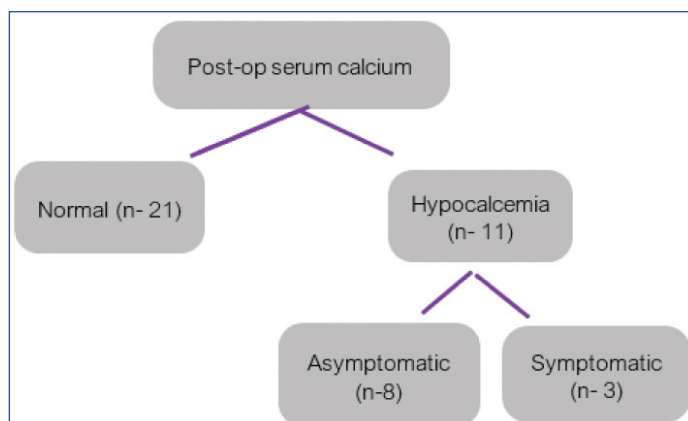 Post-op serum calcium
Normal (n- 21)
Hypocalcemia
(n- 11)
Asymptomatic
(n-8)
Symptomatic
(n- 3)